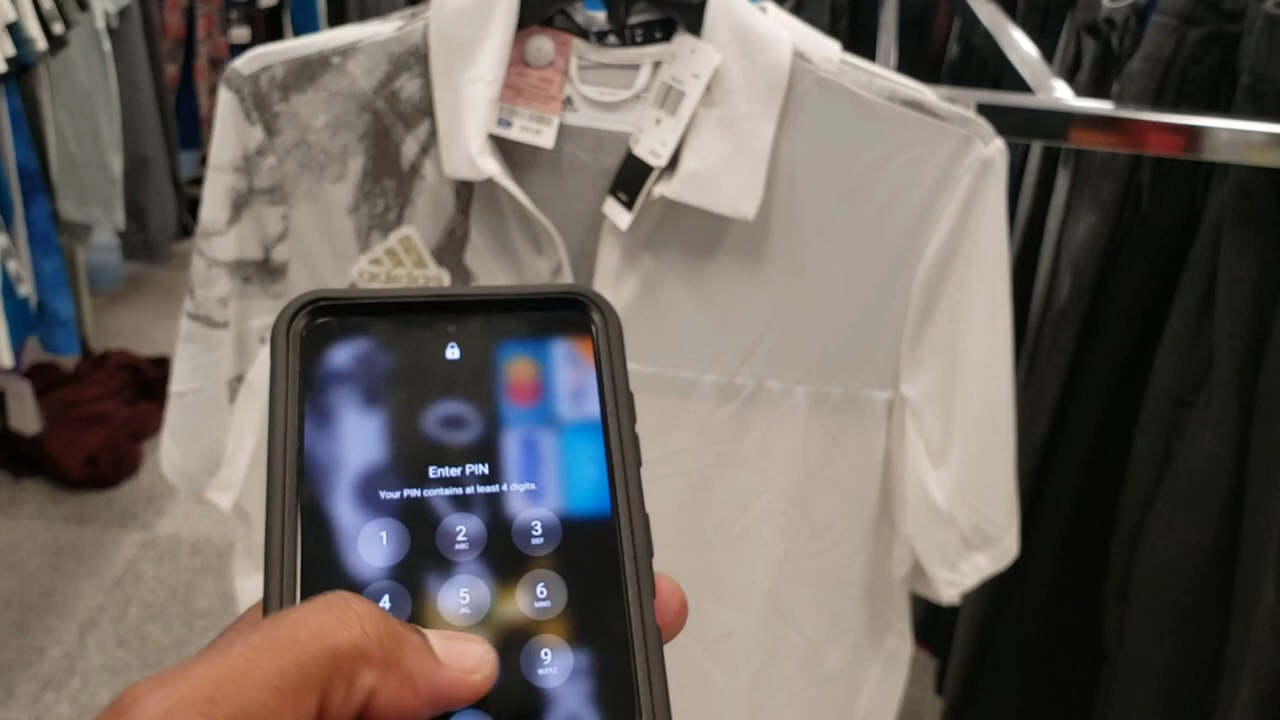 adidas
Enter PIN
Your PIN contains at least 4 digits.
1
2
ABC
3
DEF
4
5
JKL
6
MNO
9
WXYZ